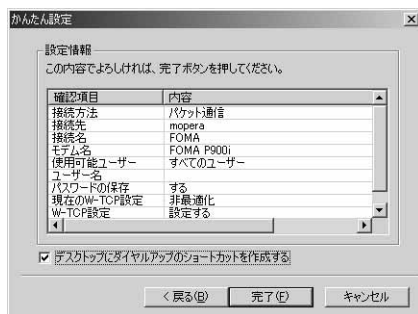 かんたん設定
設定情報
この内容でよろしければ、完了ボタンを押してください。
確認項目 内容
接続方法 パケット通信
接続先 mopera
接続名 FOMA
モデム名 FOMA P900i
使用可能ユーザー すべてのユーザー
ユーザー名
パスワードの保存 する
現在のW-TCP設定 非最適化
W-TCP設定 設定する
デスクトップにダイヤルアップのショートカットを作成する
< 戻る(B) 完了(F) キャンセル